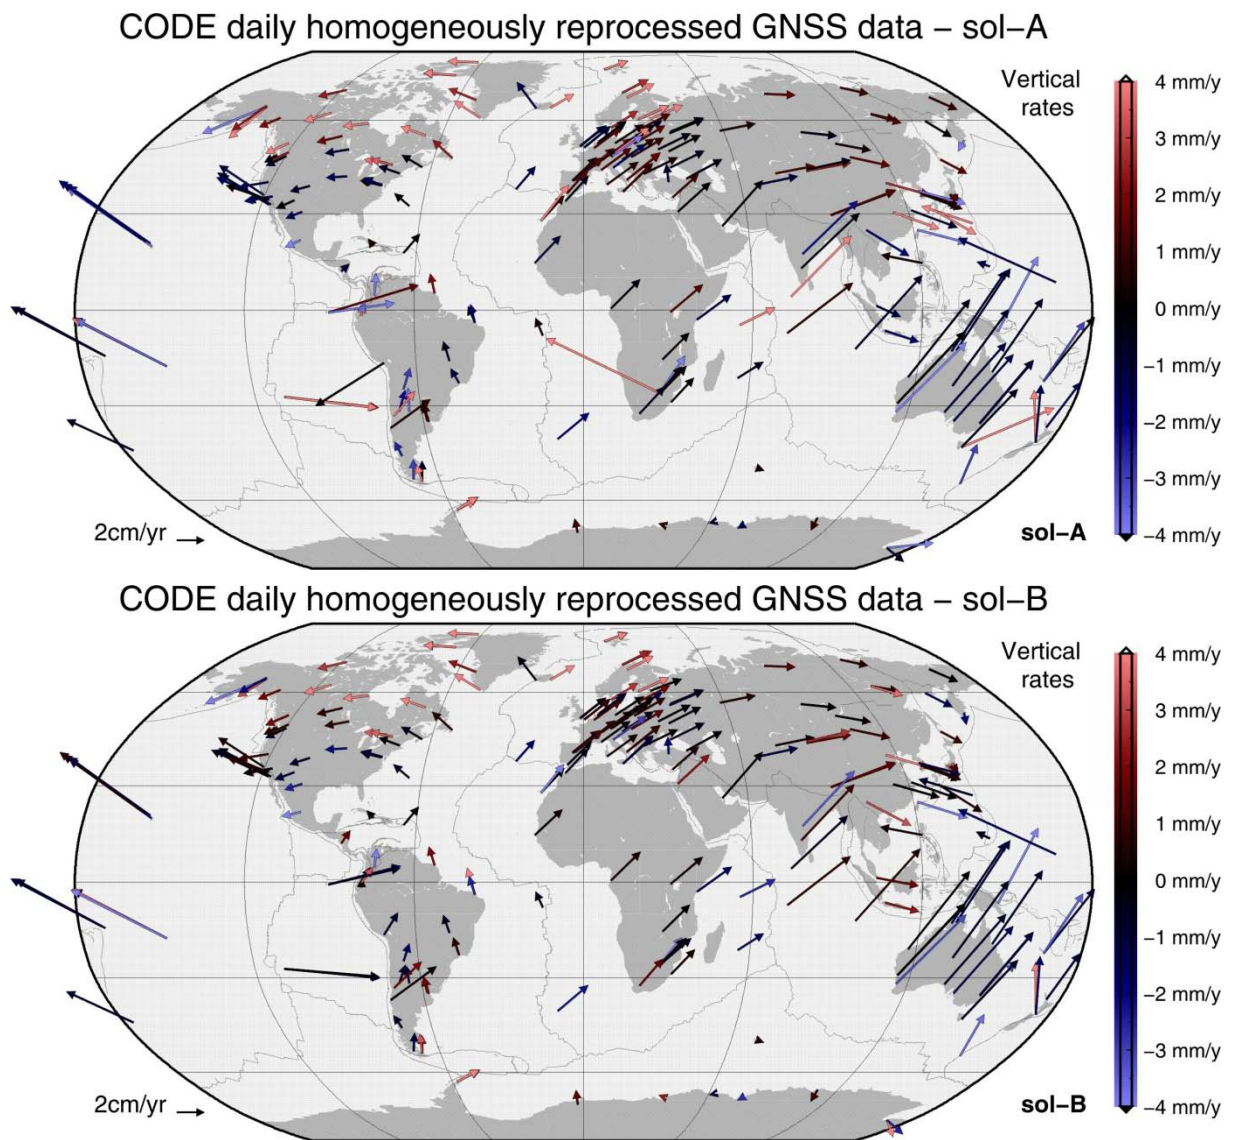 CODE daily homogeneously reprocessed GNSS data – sol–A
Vertical
rates
4 mm/y
3 mm/y
2 mm/y
1 mm/y
0 mm/y
−1 mm/y
−2 mm/y
−3 mm/y
−4 mm/y
2cm/yr
sol–A
CODE daily homogeneously reprocessed GNSS data – sol–B
Vertical
rates
4 mm/y
3 mm/y
2 mm/y
1 mm/y
0 mm/y
−1 mm/y
−2 mm/y
−3 mm/y
−4 mm/y
2cm/yr
sol–B